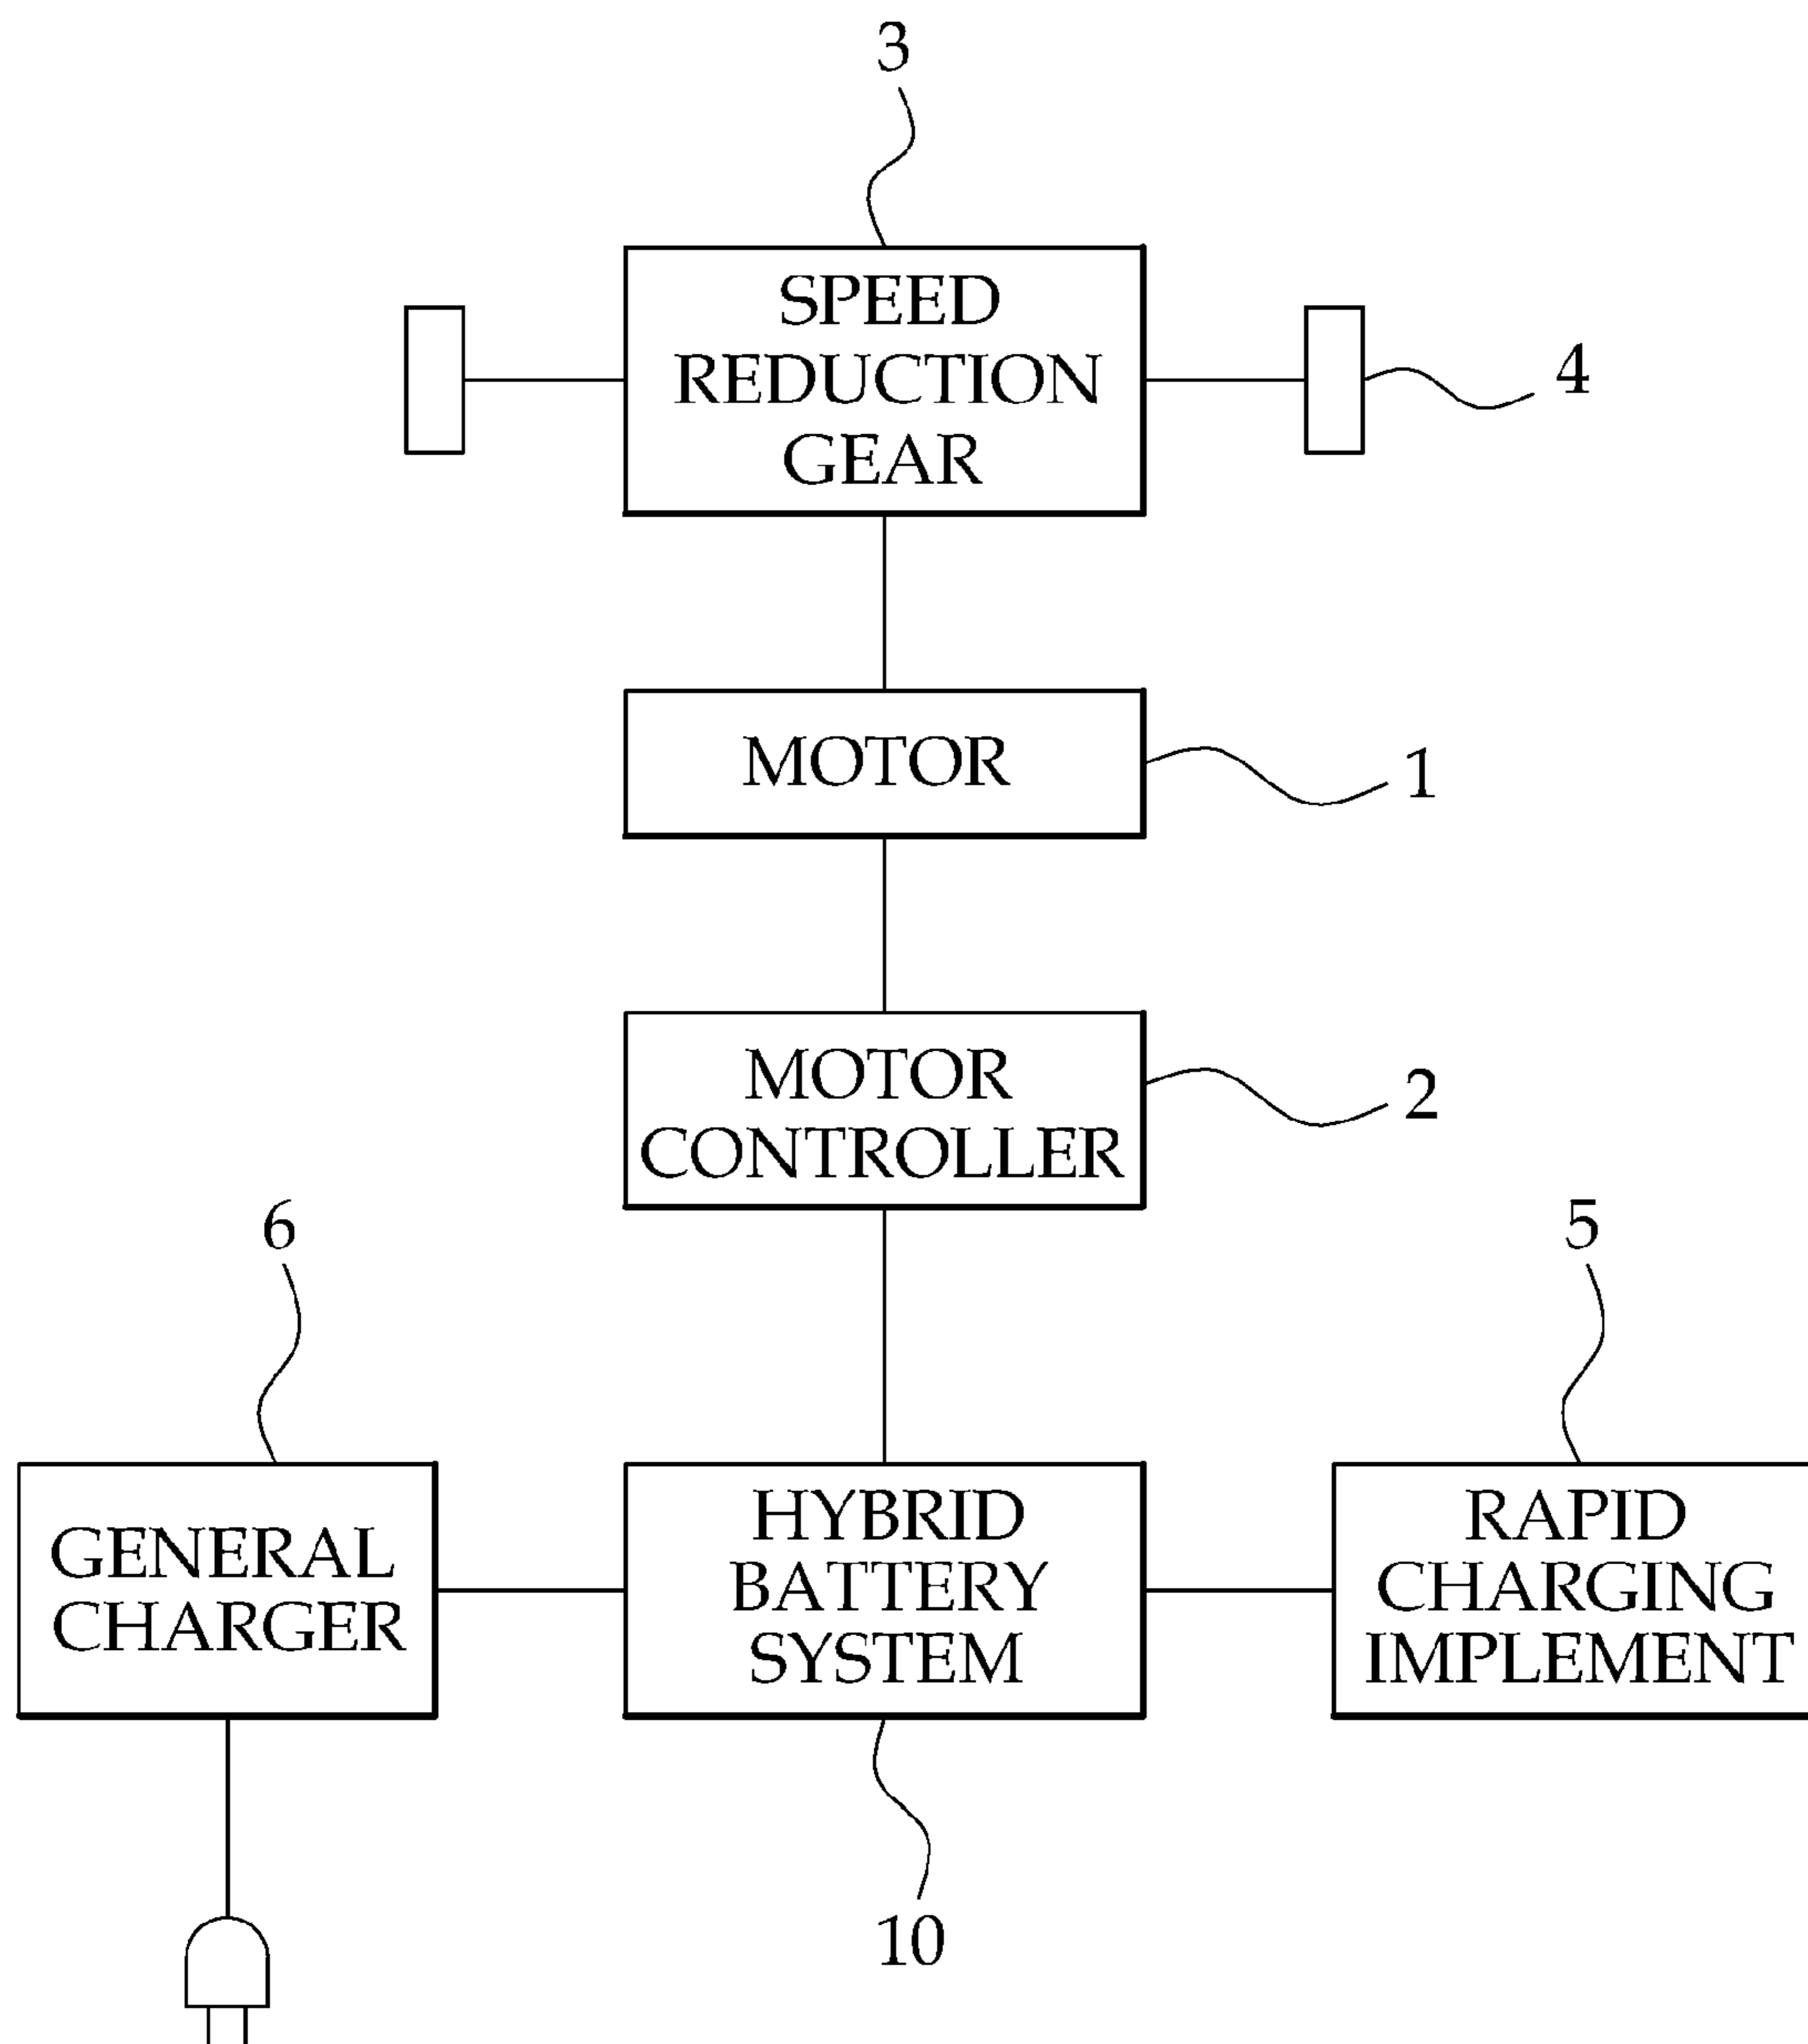 3
SPEED
REDUCTION
GEAR
4
MOTOR
1
MOTOR
CONTROLLER
2
6
5
GENERAL
CHARGER
HYBRID
BATTERY
SYSTEM
RAPID
CHARGING
IMPLEMENT
10